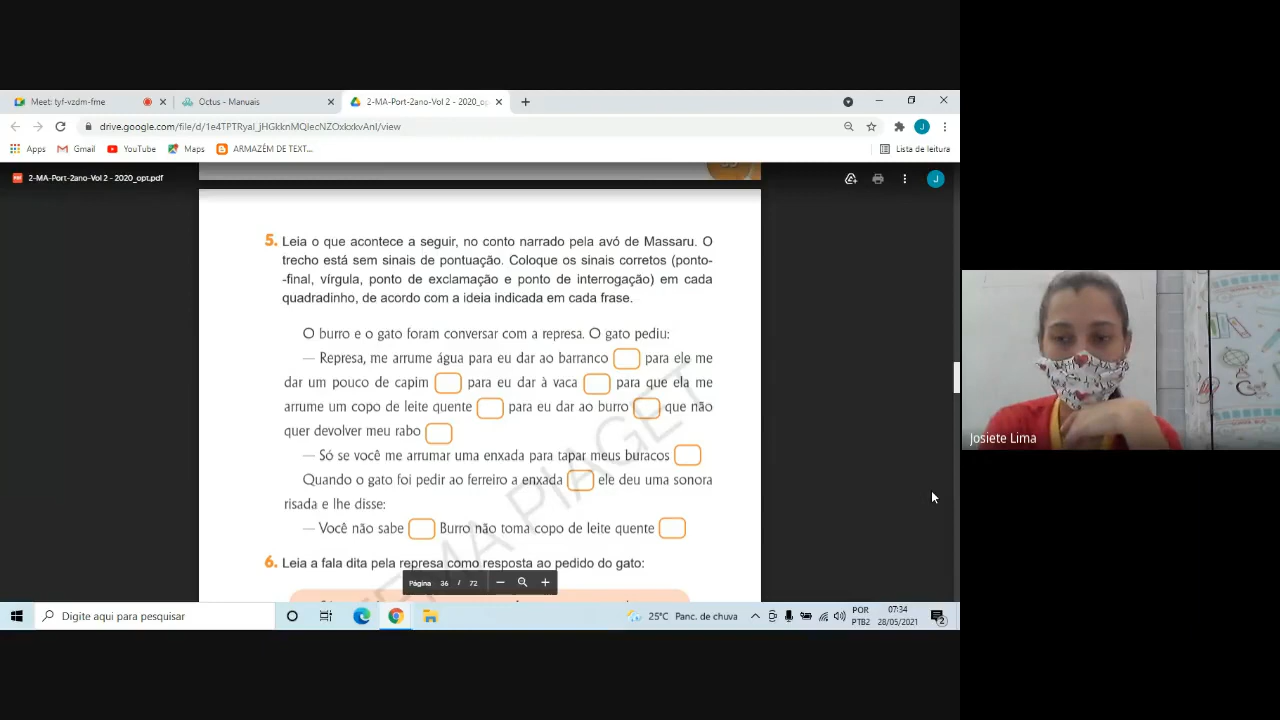 Meet: tyf-vzdm-fme
Octus - Manuais
2-MA-Port-2ano-Vol 2 - 2020_op
drive.google.com/file/d/1e4TPTRyal_jHGkknMQIecNZOxkxkvAnl/view
Apps Gmail YouTube Maps ARMAZÉM DE TEXT... Lista de leitura
2-MA-Port-2ano-Vol 2 - 2020_opt.pdf
5. Leia o que acontece a seguir, no conto narrado pela avó de Massaru. O
trecho está sem sinais de pontuação. Coloque os sinais corretos (ponto-
-final, vírgula, ponto de exclamação e ponto de interrogação) em cada
quadradinho, de acordo com a ideia indicada em cada frase.
O burro e o gato foram conversar com a represa. O gato pediu:
— Represa, me arrume água para eu dar ao barranco para ele me
dar um pouco de capim para eu dar à vaca para que ela me
arrume um copo de leite quente para eu dar ao burro que não
quer devolver meu rabo
— Só se você me arrumar uma enxada para tapar meus buracos
Quando o gato foi pedir ao ferreiro a enxada ele deu uma sonora
risada e lhe disse:
— Você não sabe Burro não toma copo de leite quente
6. Leia a fala dita pela represa como resposta ao pedido do gato:
EMA PIAGET
Página 36 / 72
Josiete Lima
Digite aqui para pesquisar
25°C Panc. de chuva
POR
PTB2
07:34
28/05/2021
2
J
J